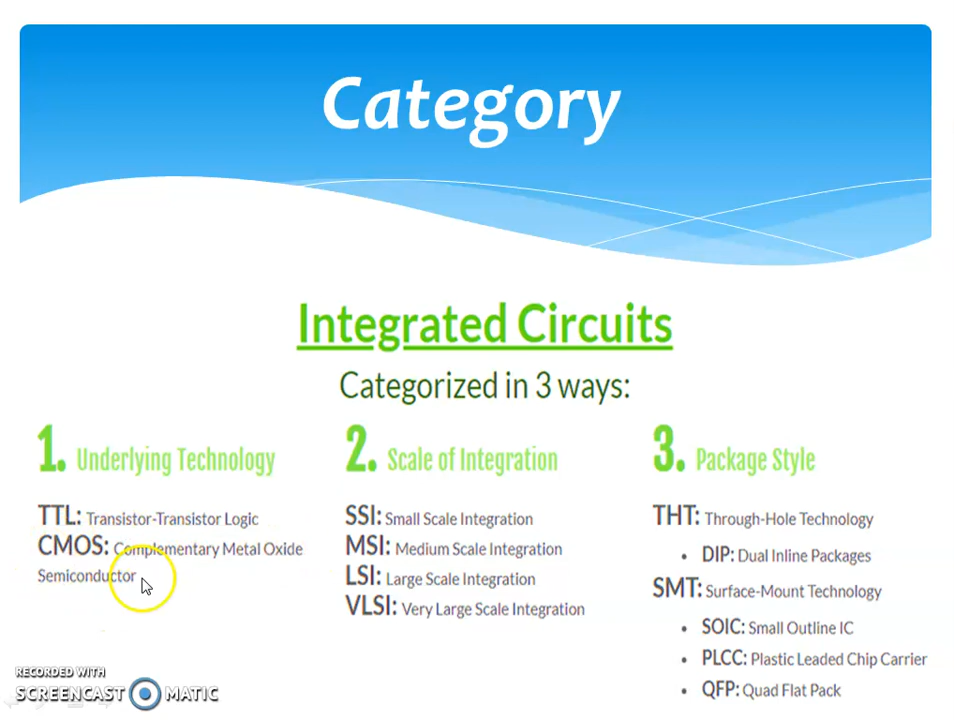 Category
Integrated Circuits
Categorized in 3 ways:
1. Underlying Technology
TTL: Transistor-Transistor Logic
CMOS: Complementary Metal Oxide
Semiconductor
2. Scale of Integration
SSI: Small Scale Integration
MSI: Medium Scale Integration
LSI: Large Scale Integration
VLSI: Very Large Scale Integration
3. Package Style
THT: Through-Hole Technology
• DIP: Dual Inline Packages
SMT: Surface-Mount Technology
• SOIC: Small Outline IC
• PLCC: Plastic Leaded Chip Carrier
• QFP: Quad Flat Pack
RECORDED WITH
SCREENCAST MATIC